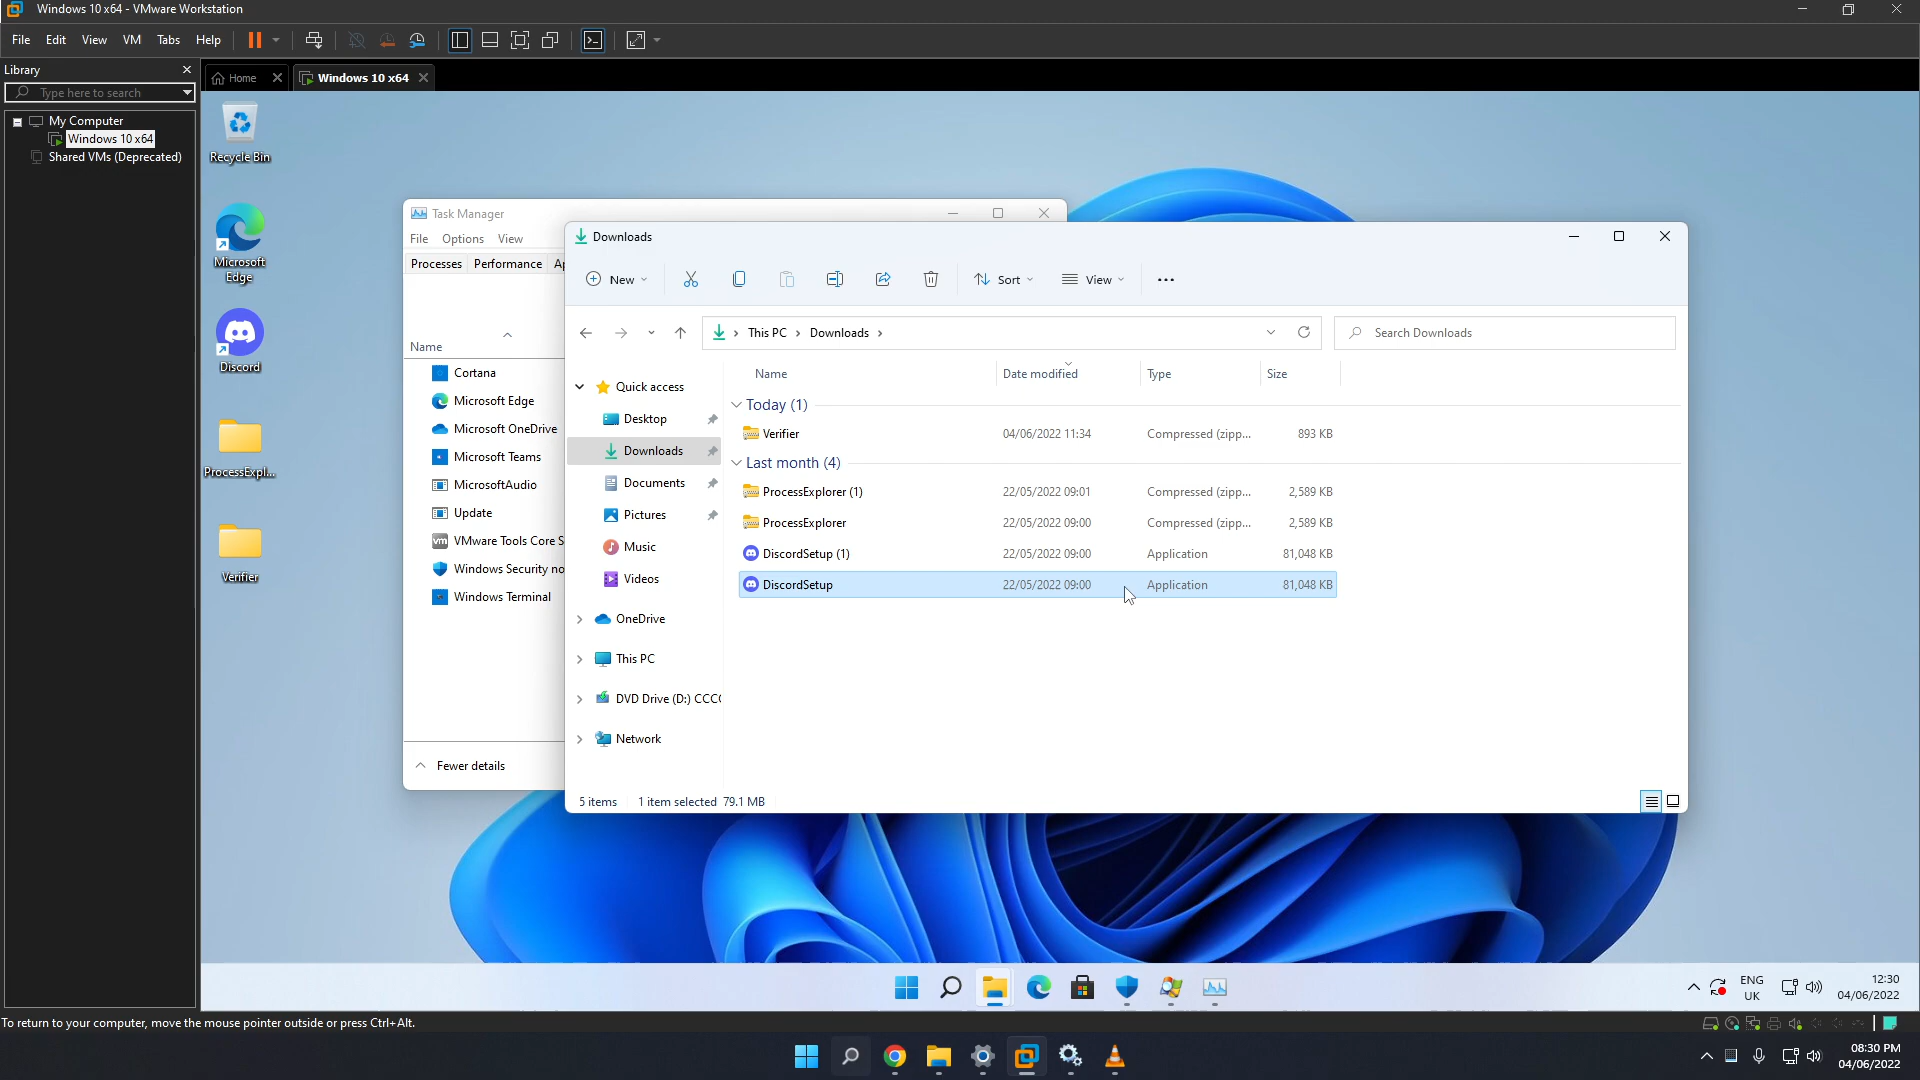 Windows 10 x64 - VMware Workstation
File Edit View VM Tabs Help
Library
Type here to search
My Computer
Windows 10 x64
Shared VMs (Deprecated)
Home
Windows 10 x64
Recycle Bin
Microsoft
Edge
Discord
ProcessExpl...
Verifier
Task Manager
File Options View
Processes Performance Ap
Name
Cortana
Microsoft Edge
Microsoft OneDrive
Microsoft Teams
MicrosoftAudio
Update
VMware Tools Core S
Windows Security no
Windows Terminal
Fewer details
Downloads
New Sort View
This PC Downloads
Search Downloads
Quick access
Desktop
Downloads
Documents
Pictures
Music
Videos
OneDrive
This PC
DVD Drive (D:) CCC
Network
Name Date modified Type Size
Today (1)
Verifier 04/06/2022 11:34 Compressed (zipp... 893 KB
Last month (4)
ProcessExplorer (1) 22/05/2022 09:01 Compressed (zipp... 2,589 KB
ProcessExplorer 22/05/2022 09:00 Compressed (zipp... 2,589 KB
DiscordSetup (1) 22/05/2022 09:00 Application 81,048 KB
DiscordSetup 22/05/2022 09:00 Application 81,048 KB
5 items 1 item selected 79.1 MB
ENG
UK
12:30
04/06/2022
To return to your computer, move the mouse pointer outside or press Ctrl+Alt.
08:30 PM
04/06/2022